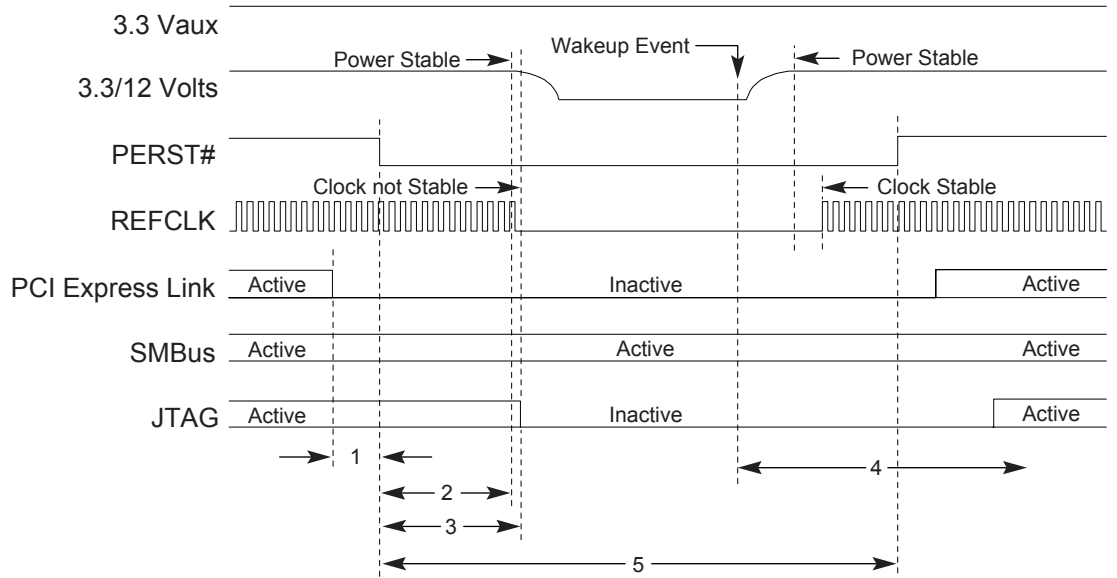 3.3 Vaux
Wakeup Event
Power Stable
Power Stable
3.3/12 Volts
PERST#
Clock not Stable
Clock Stable
REFCLK
PCI Express Link
Active
Inactive
Active
SMBus
Active
Active
Active
JTAG
Active
Inactive
Active
1
4
2
3
5